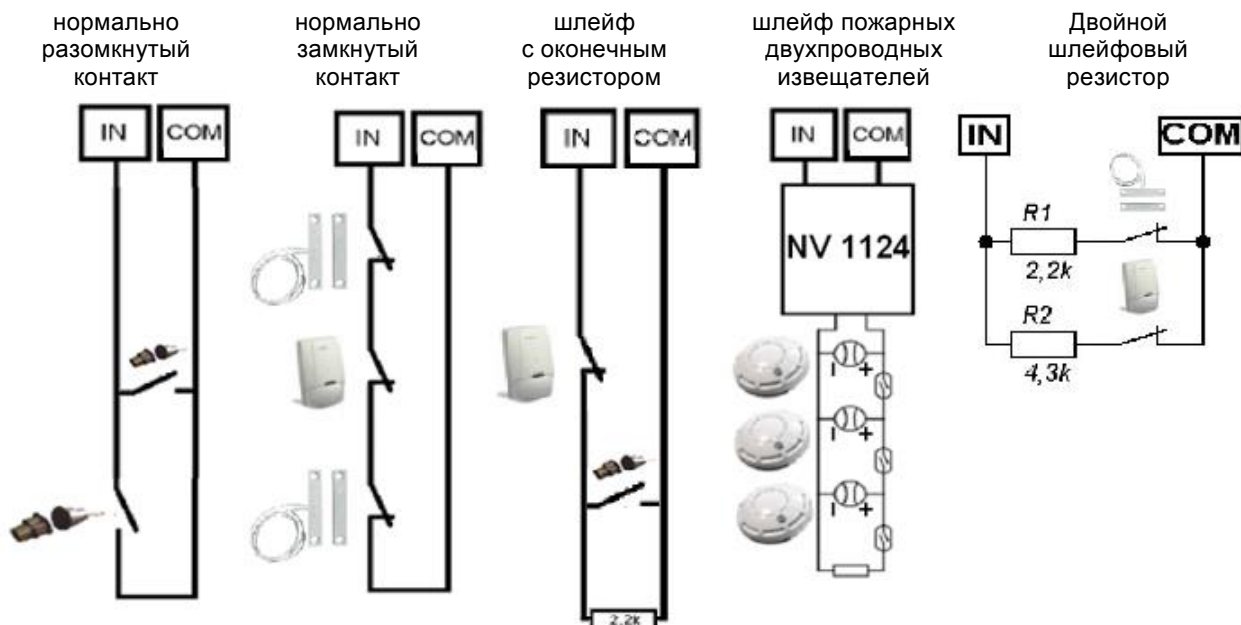 нормально
разомкнутый
контакт
нормально
замкнутый
контакт
шлейф
с оконечным
резистором
шлейф пожарных
двухпроводных
извещателей
Двойной
шлейфовый
резистор
IN COM
IN COM
IN COM
IN COM
IN COM
NV 1124
R1
2,2k
R2
4,3k
- +
- +
- +
2,2k